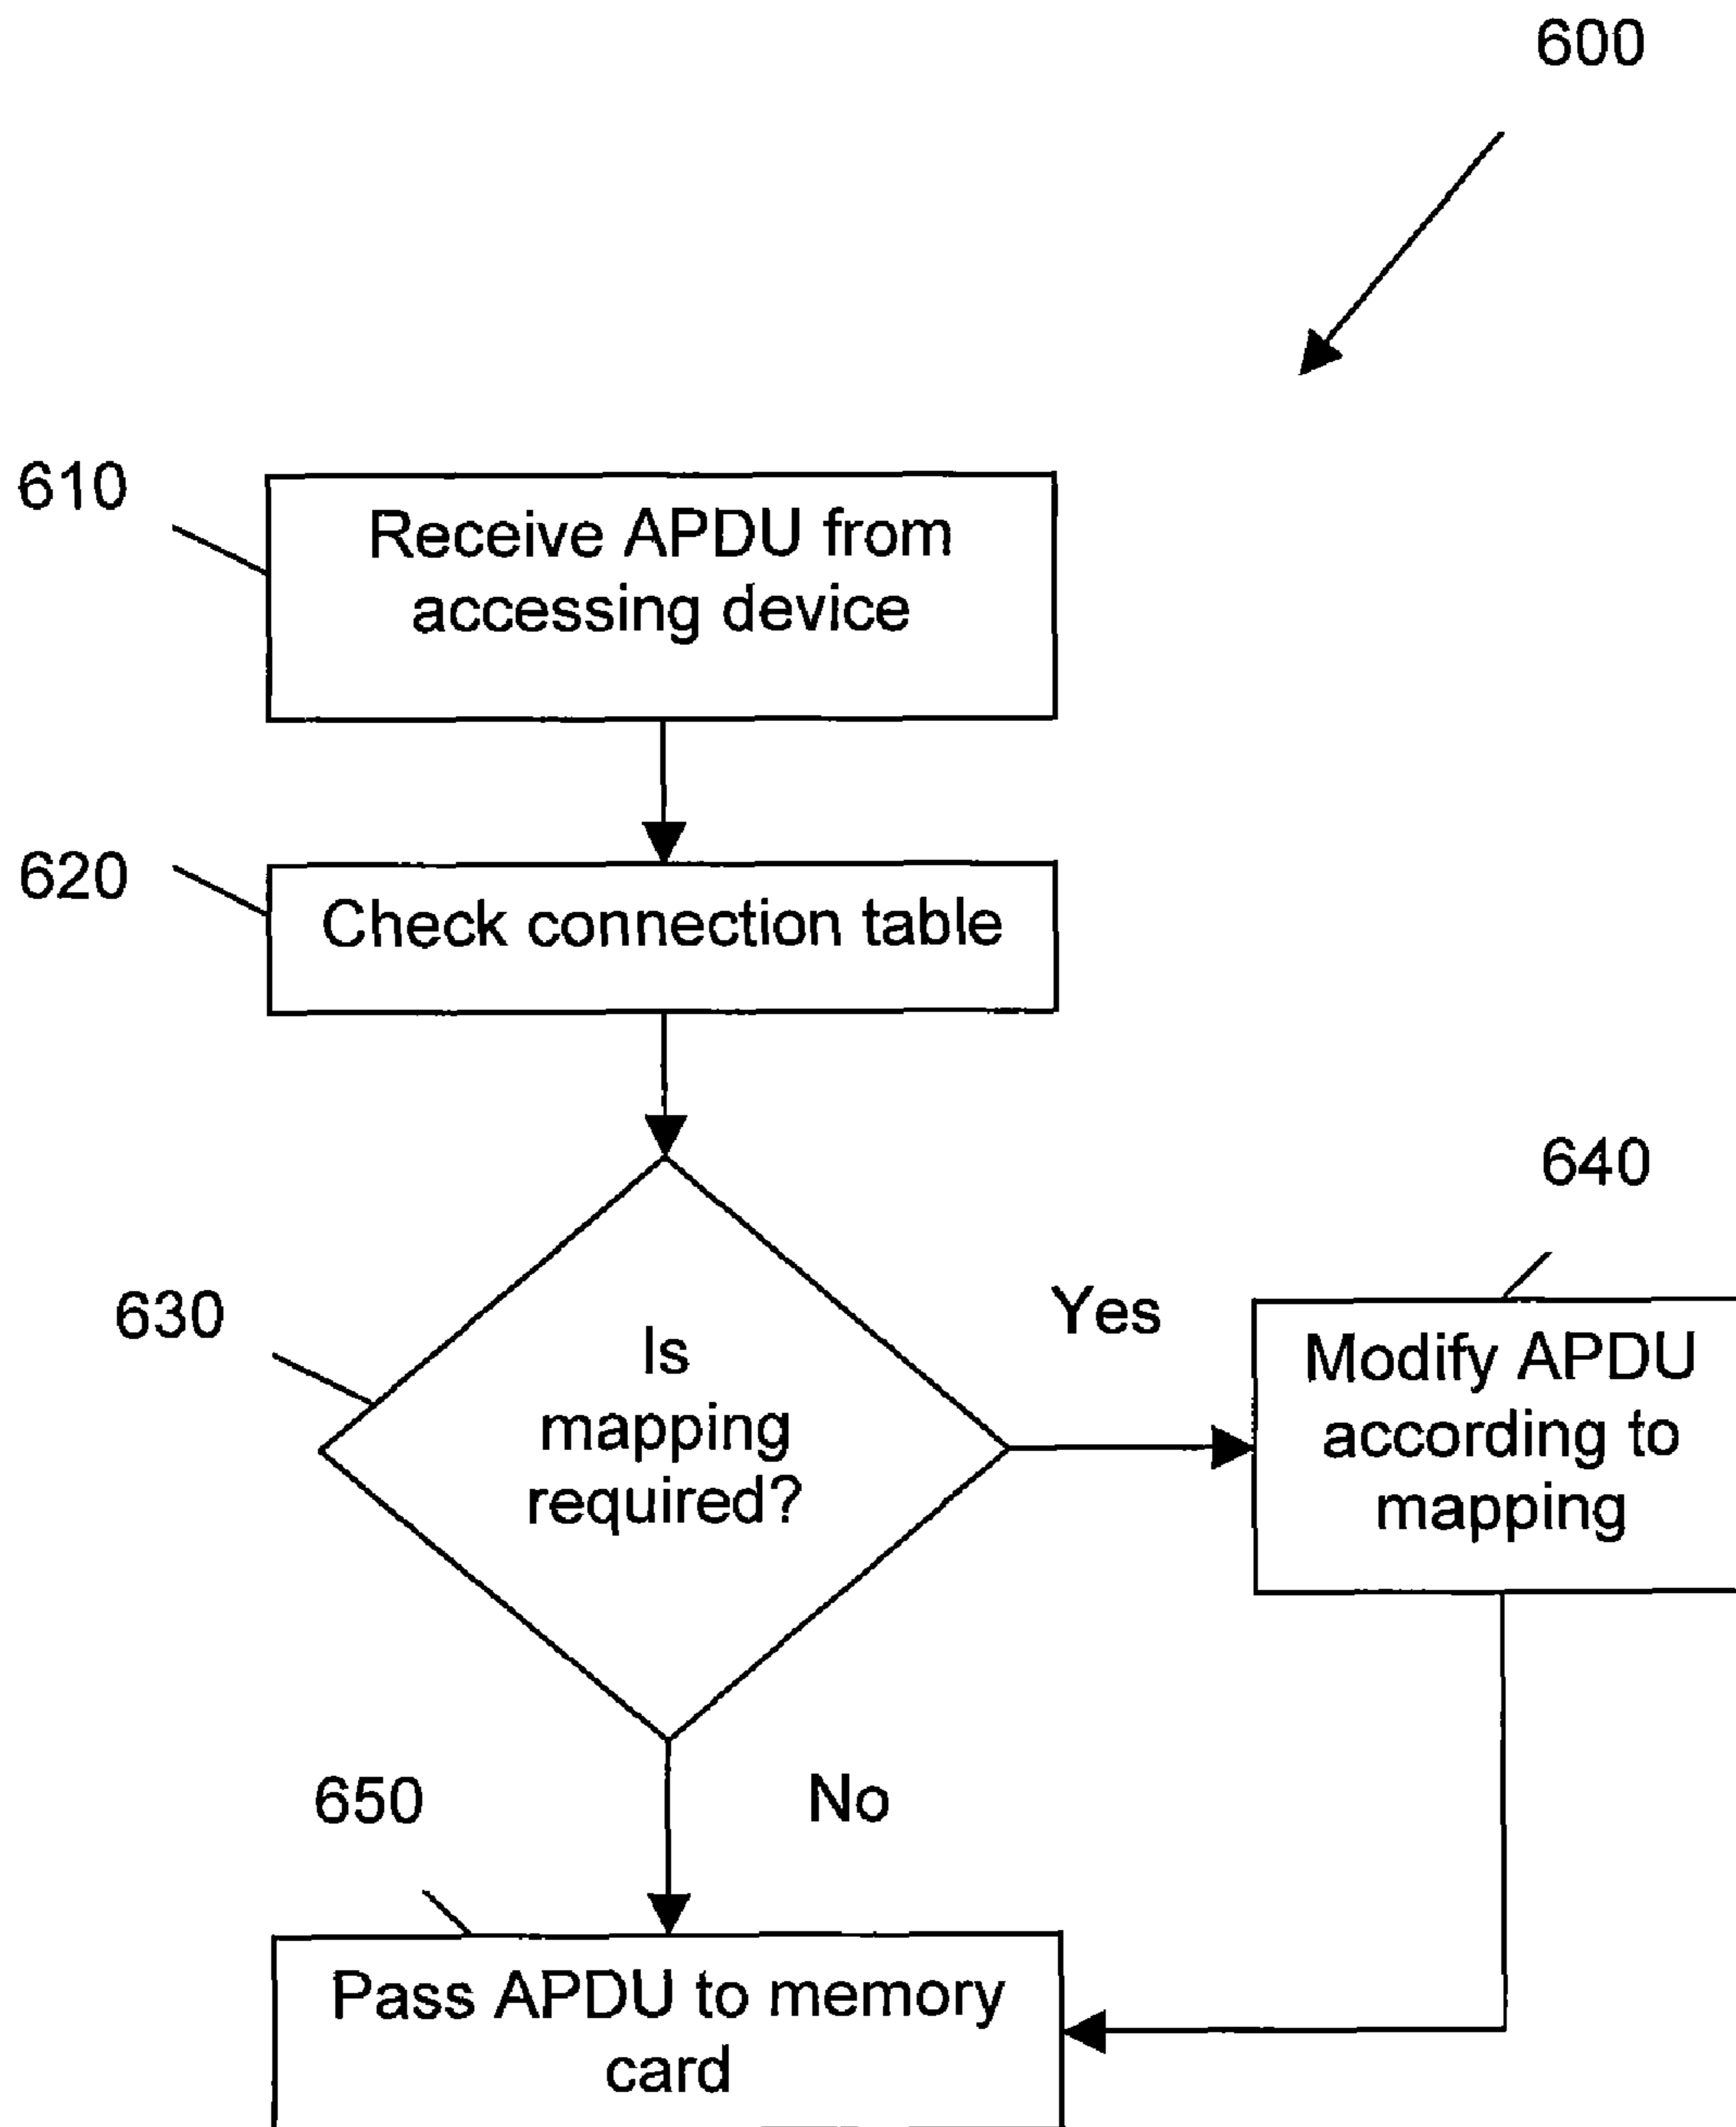 600
610
Receive APDU from
accessing device
620
Check connection table
630
Is
mapping
required?
Yes
640
Modify APDU
according to
mapping
No
650
Pass APDU to memory
card